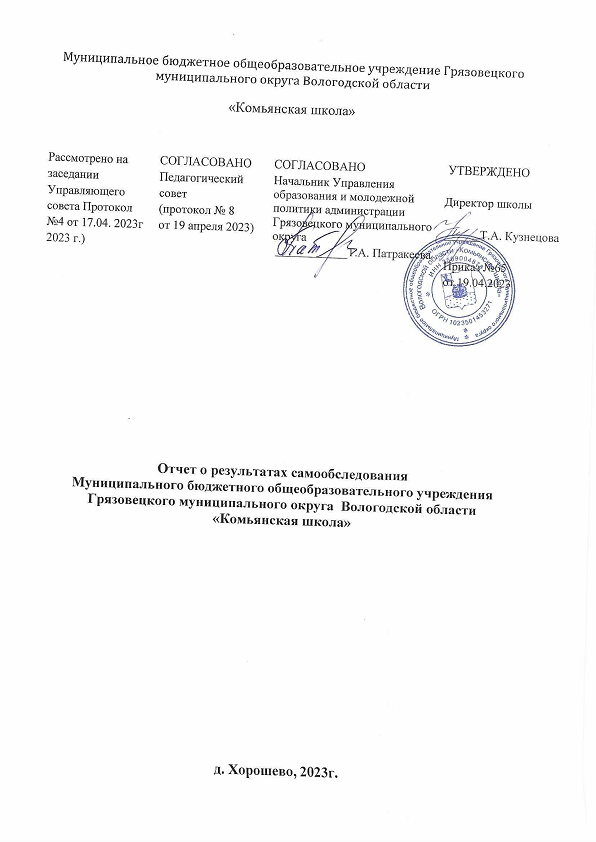 Муниципальное бюджетное общеобразовательное учреждение Грязовецкого
муниципального округа Вологодской области
«Комьянская школа»
Рассмотрено на
заседании
Управляющего
совета Протокол
№4 от 17.04. 2023г
2023 г.)
СОГЛАСОВАНО
Педагогический
совет
(протокол № 8
от 19 апреля 2023)
СОГЛАСОВАНО
Начальник Управления
образования и молодежной
политики администрации
Грязовецкого муниципального
округа
Г.А. Патракеева
УТВЕРЖДЕНО
Директор школы
Т.А. Кузнецова
Приказ №65
от 19.04.2023
ОГРН 1023501453271
Отчет о результатах самообследования
Муниципального бюджетного общеобразовательного учреждения
Грязовецкого муниципального округа Вологодской области
«Комьянская школа»
д. Хорошево, 2023г.